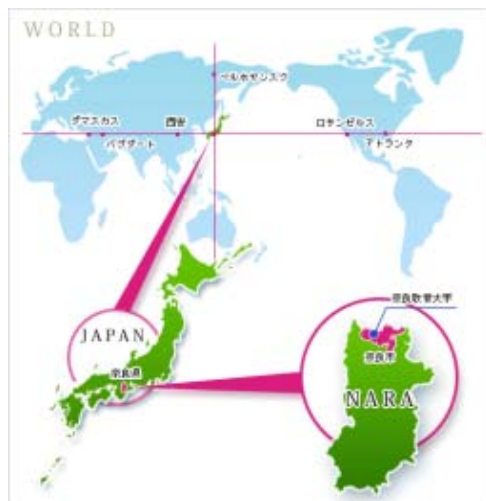 WORLD
ベルホヤンスク
ダマスカス
西安
ロサンゼルス
バグダード
アトランタ
JAPAN
奈良県
奈良教育大学
奈良市
NARA